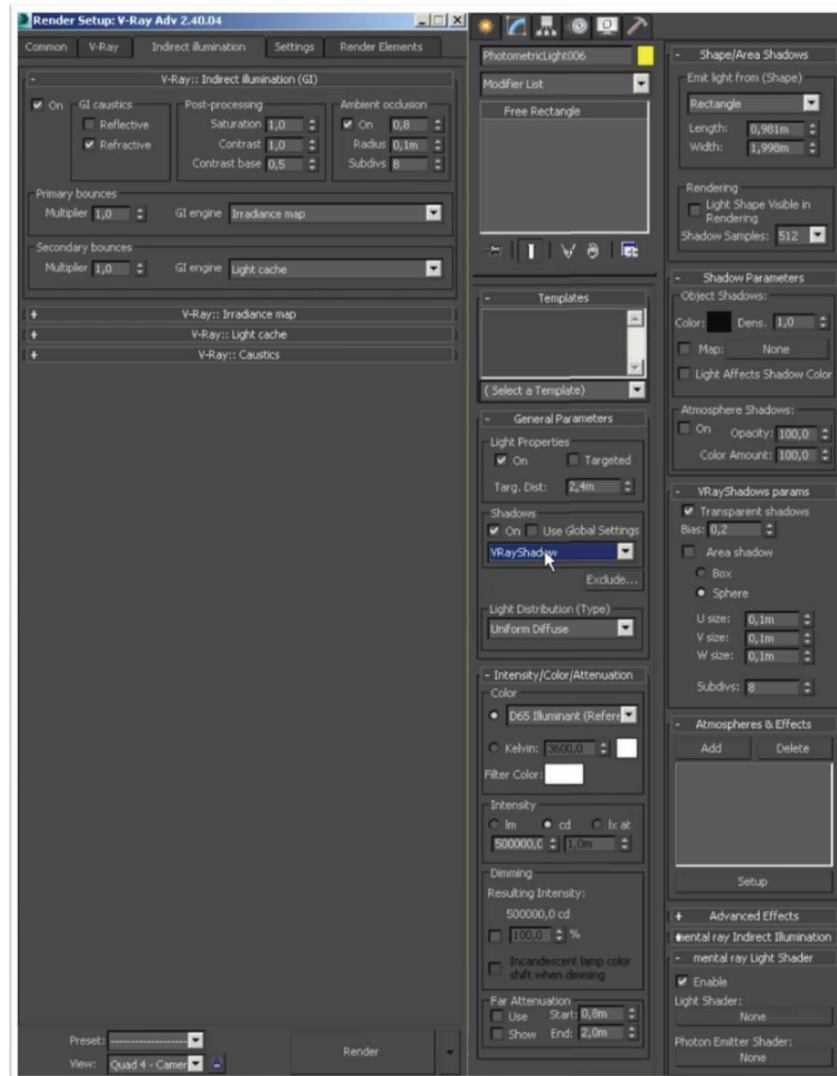 Render Setup: V-Ray Adv 2.40.04
Common V-Ray Indirect illumination Settings Render Elements
- V-Ray:: Indirect illumination (GI)
On
GI caustics
Reflective
Refractive
Post-processing
Saturation 1,0
Contrast 1,0
Contrast base 0,5
Ambient occlusion
On 0,8
Radius 0,1m
Subdivs 8
Primary bounces
Multiplier 1,0 GI engine Irradiance map
Secondary bounces
Multiplier 1,0 GI engine Light cache
+ V-Ray:: Irradiance map
+ V-Ray:: Light cache
+ V-Ray:: Caustics
Preset: --------------------
View: Quad 4 - Camer
Render
PhotometricLight006
Modifier List
Free Rectangle
- Templates
( Select a Template)
- General Parameters
Light Properties
On Targeted
Targ. Dist: 2,4m
Shadows
On Use Global Settings
VRayShadow
Exclude...
Light Distribution (Type)
Uniform Diffuse
- Intensity/Color/Attenuation
Color
D65 Illuminant (Refere
Kelvin: 3600,0
Filter Color:
Intensity
lm cd lx at
500000,0 1,0m
Dimming
Resulting Intensity:
500000,0 cd
100,0 %
Incandescent lamp color
shift when dimming
Far Attenuation
Use Start: 0,8m
Show End: 2,0m
- Shape/Area Shadows
Emit light from (Shape)
Rectangle
Length: 0,981m
Width: 1,998m
Rendering
Light Shape Visible in
Rendering
Shadow Samples: 512
- Shadow Parameters
Object Shadows:
Color: Dens. 1,0
Map: None
Light Affects Shadow Color
Atmosphere Shadows:
On Opacity: 100,0
Color Amount: 100,0
- VRayShadows params
Transparent shadows
Bias: 0,2
Area shadow
Box
Sphere
U size: 0,1m
V size: 0,1m
W size: 0,1m
Subdivs: 8
- Atmospheres & Effects
Add Delete
Setup
+ Advanced Effects
+ mental ray Indirect Illumination
- mental ray Light Shader
Enable
Light Shader:
None
Photon Emitter Shader:
None